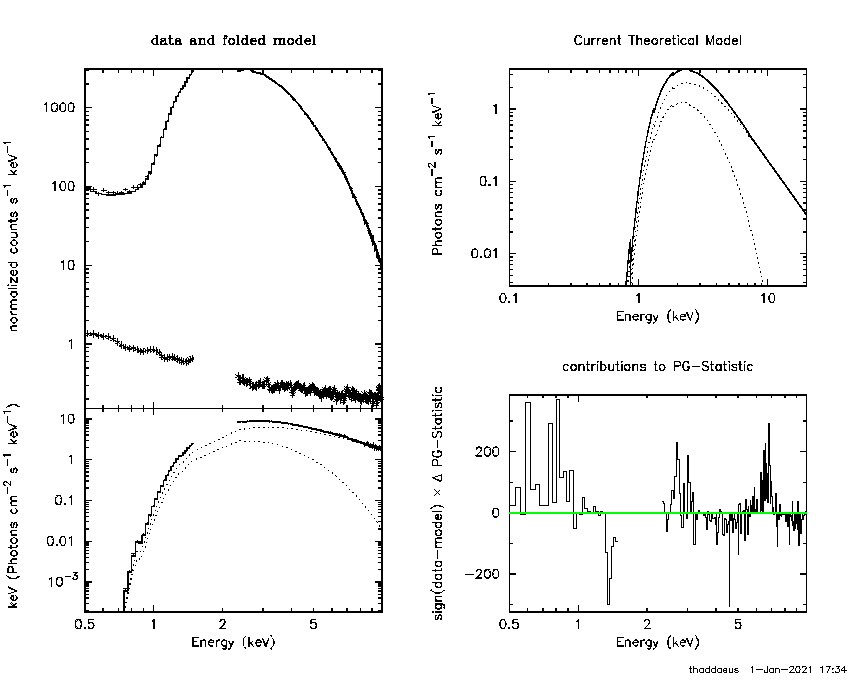 data and folded model
normalized counts s⁻¹ keV⁻¹
1000
100
10
1
keV (Photons cm⁻² s⁻¹ keV⁻¹)
10
1
0.1
0.01
10⁻³
0.5 1 2 5
Energy (keV)
Current Theoretical Model
Photons cm⁻² s⁻¹ keV⁻¹
1
0.1
0.01
0.1 1 10
Energy (keV)
contributions to PG−Statistic
sign(data−model) × Δ PG−Statistic
200
0
−200
0.5 1 2 5
Energy (keV)
thaddaeus 1−Jan−2021 17:34